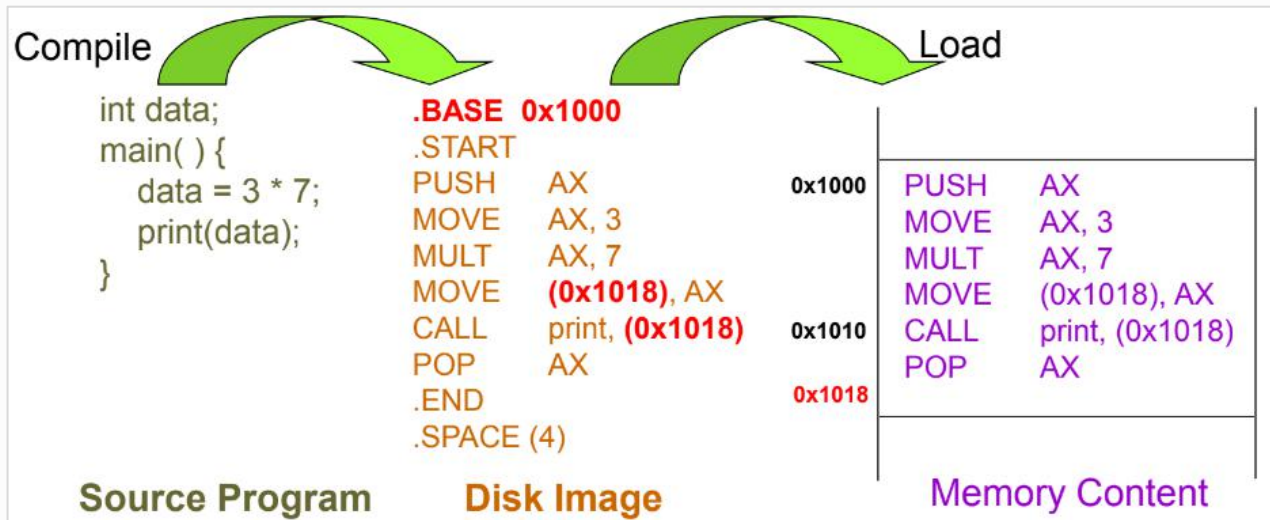 Compile
Load
int data;
main( ) {
data = 3 * 7;
print(data);
}
.BASE 0x1000
.START
PUSH AX
MOVE AX, 3
MULT AX, 7
MOVE (0x1018), AX
CALL print, (0x1018)
POP AX
.END
.SPACE (4)
0x1000
0x1010
0x1018
PUSH AX
MOVE AX, 3
MULT AX, 7
MOVE (0x1018), AX
CALL print, (0x1018)
POP AX
Source Program
Disk Image
Memory Content